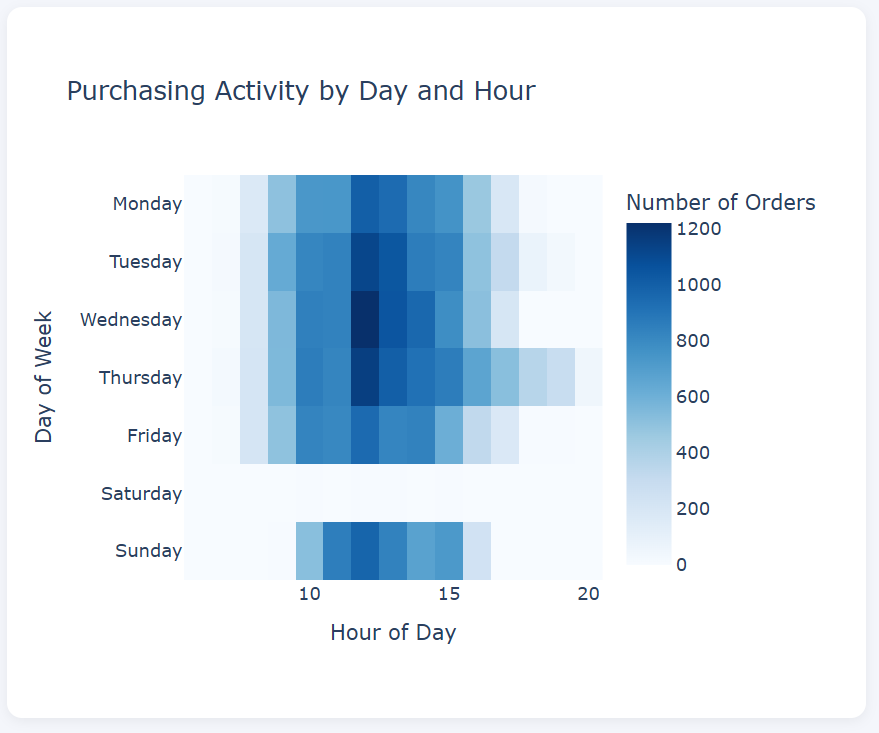 Purchasing Activity by Day and Hour
Number of Orders
Monday
Tuesday
Wednesday
Thursday
Friday
Saturday
Sunday
Day of Week
10 15 20
Hour of Day
1200
1000
800
600
400
200
0